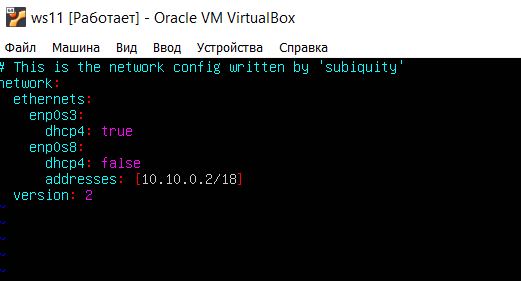 ws11 [Работает] - Oracle VM VirtualBox
Файл Машина Вид Ввод Устройства Справка
# This is the network config written by 'subiquity'
network:
  ethernets:
    enp0s3:
      dhcp4: true
    enp0s8:
      dhcp4: false
      addresses: [10.10.0.2/18]
  version: 2
~
~
~
~
~